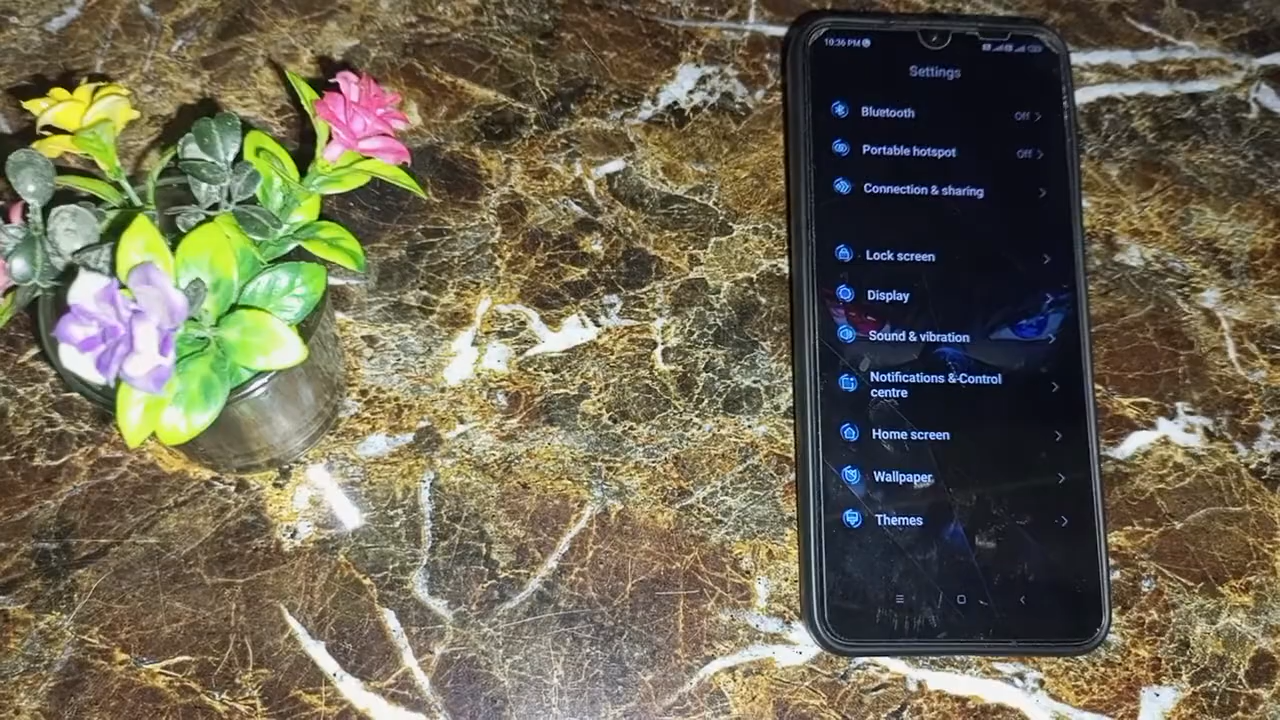 10:36 PM
Settings
Bluetooth Off
Portable hotspot Off
Connection & sharing
Lock screen
Display
Sound & vibration
Notifications & Control
centre
Home screen
Wallpaper
Themes